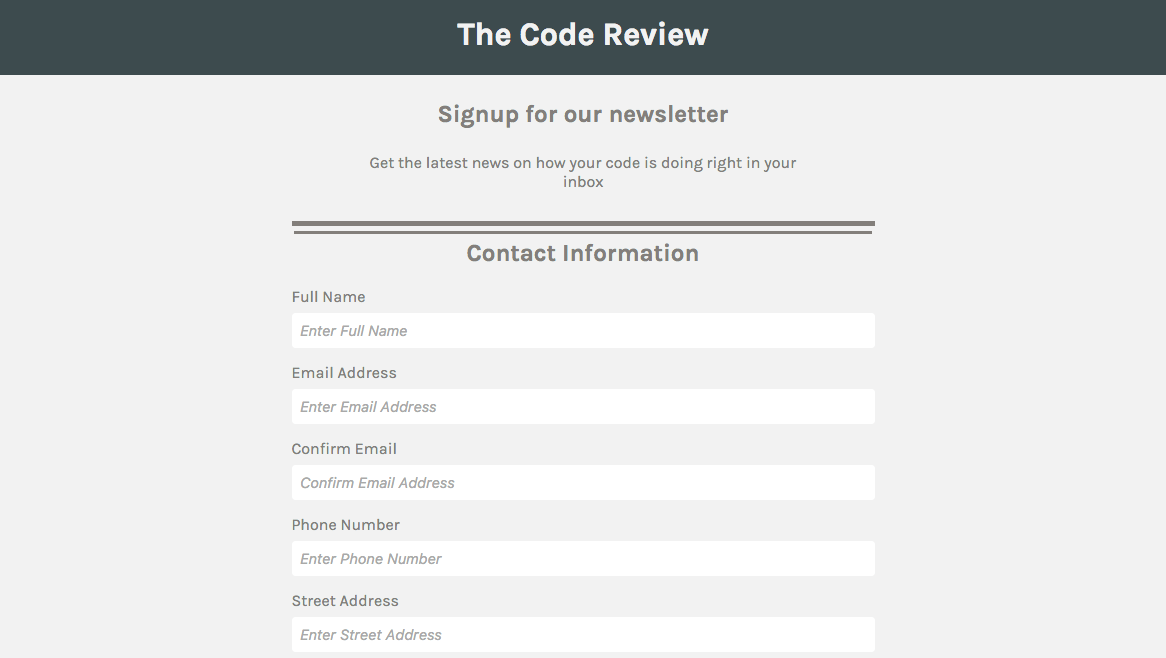 The Code Review
Signup for our newsletter
Get the latest news on how your code is doing right in your
inbox
Contact Information
Full Name
Enter Full Name
Email Address
Enter Email Address
Confirm Email
Confirm Email Address
Phone Number
Enter Phone Number
Street Address
Enter Street Address